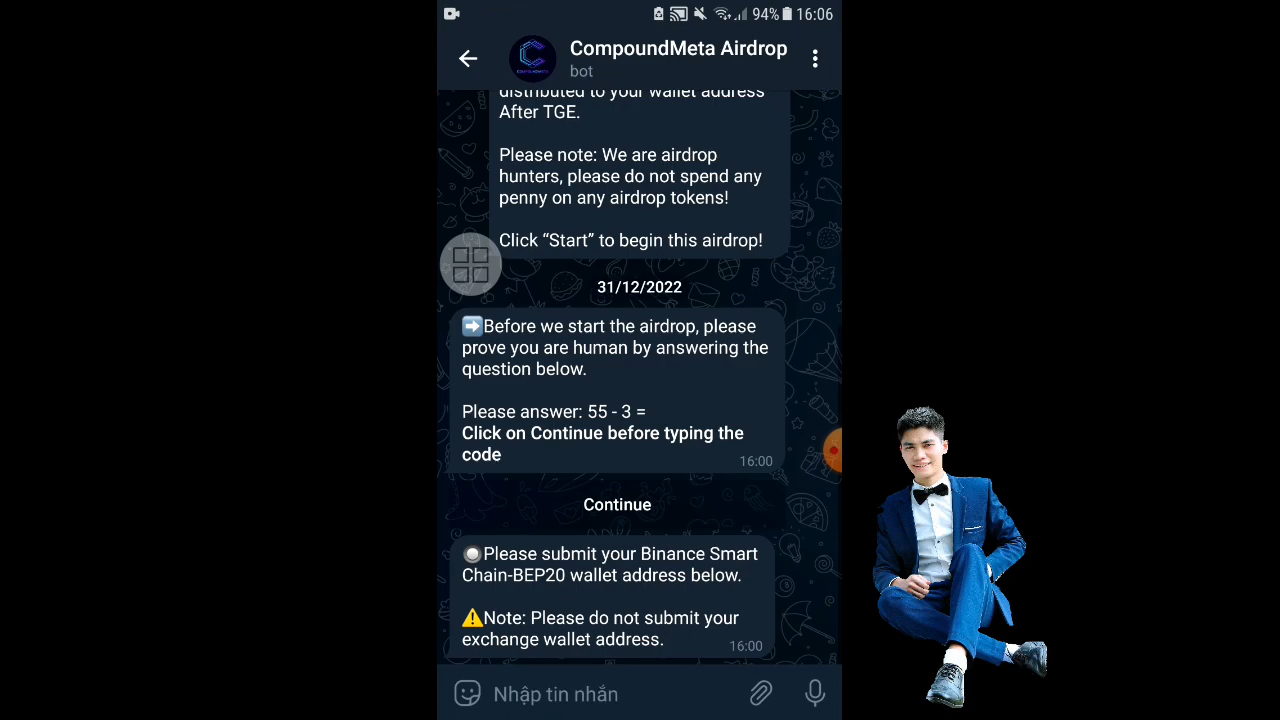 94% 16:06
CompoundMeta Airdrop
bot
distributed to your wallet address
After TGE.
Please note: We are airdrop
hunters, please do not spend any
penny on any airdrop tokens!
Click “Start” to begin this airdrop!
31/12/2022
➡️Before we start the airdrop, please
prove you are human by answering the
question below.
Please answer: 55 - 3 =
Click on Continue before typing the
code
16:00
Continue
🔘Please submit your Binance Smart
Chain-BEP20 wallet address below.
⚠️Note: Please do not submit your
exchange wallet address.
16:00
Nhập tin nhắn